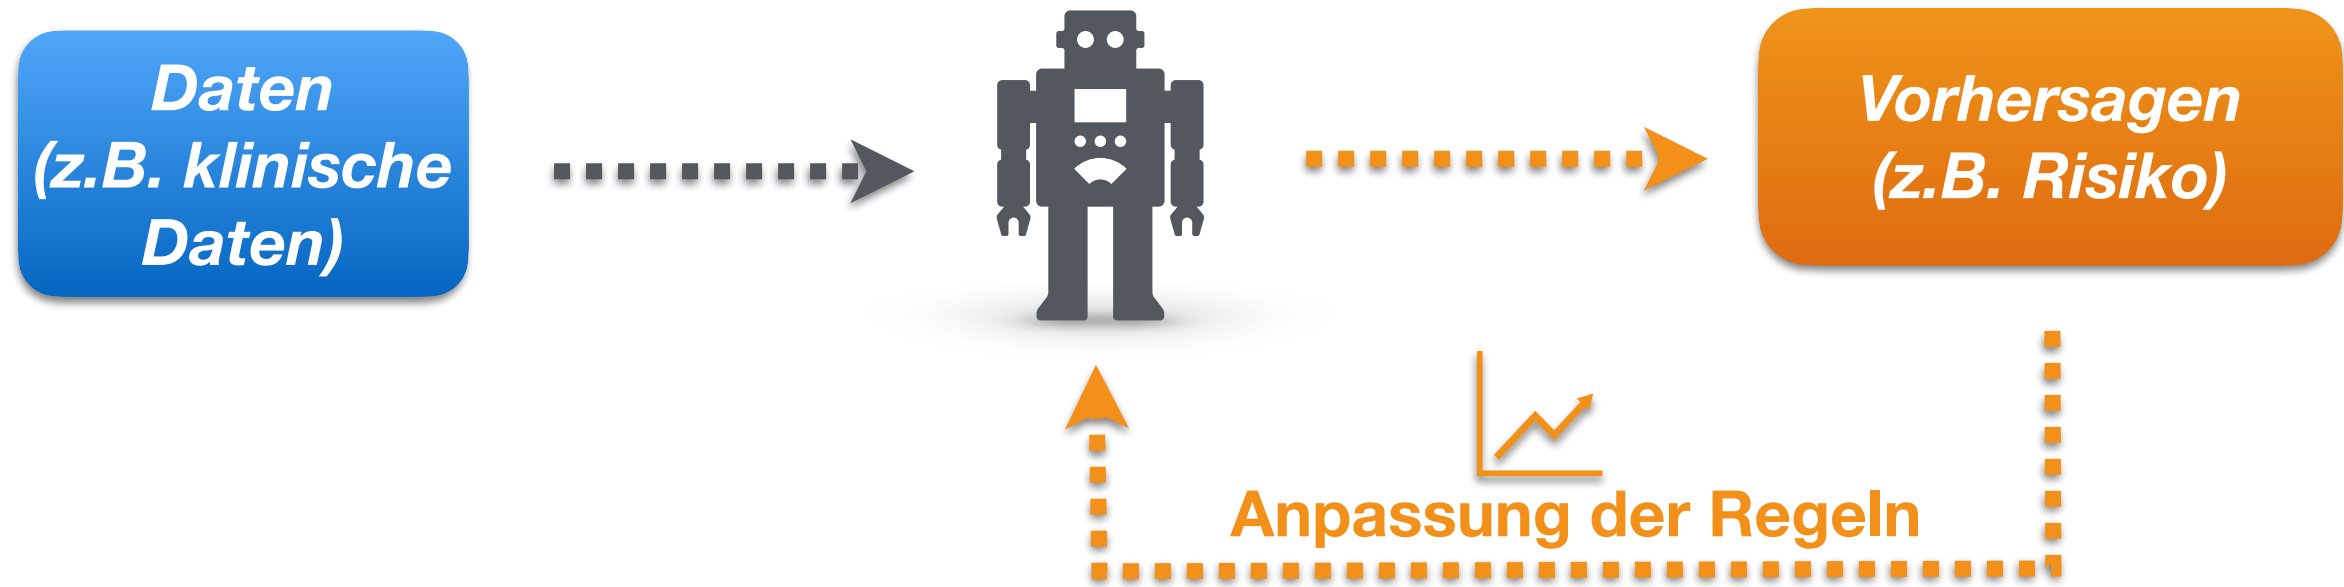 Daten
(z.B. klinische
Daten)
Vorhersagen
(z.B. Risiko)
Anpassung der Regeln